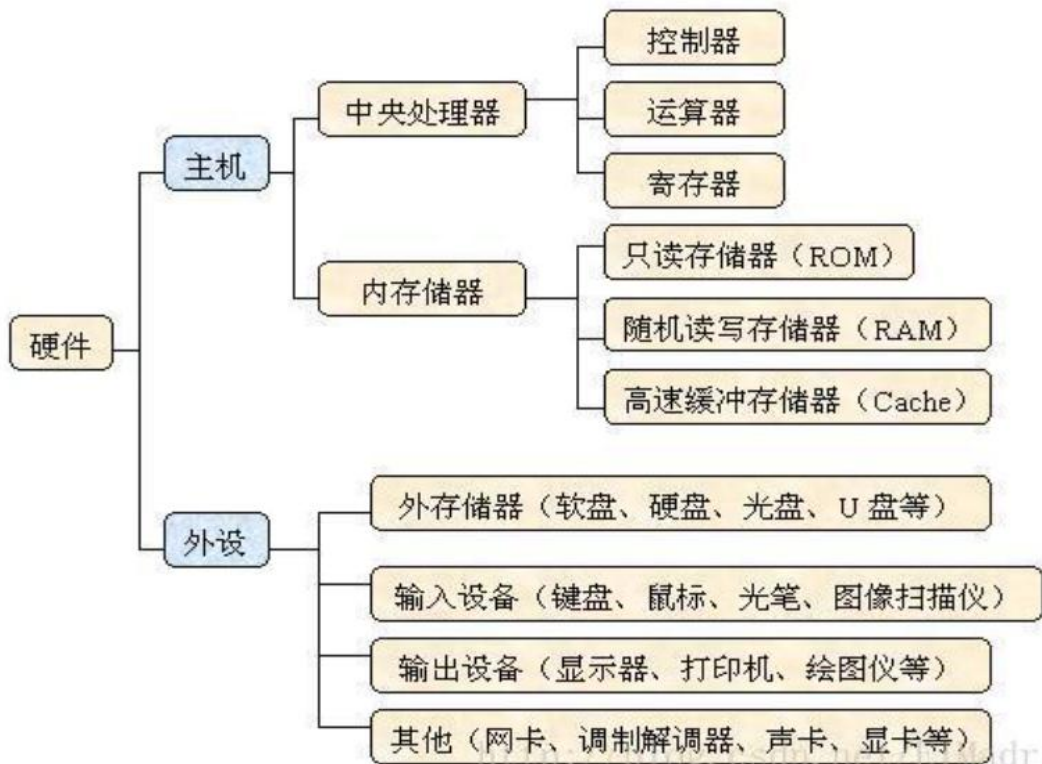 硬件
主机
中央处理器
控制器
运算器
寄存器
内存储器
只读存储器（ROM）
随机读写存储器（RAM）
高速缓冲存储器（Cache）
外设
外存储器（软盘、硬盘、光盘、U 盘等）
输入设备（键盘、鼠标、光笔、图像扫描仪）
输出设备（显示器、打印机、绘图仪等）
其他（网卡、调制解调器、声卡、显卡等）